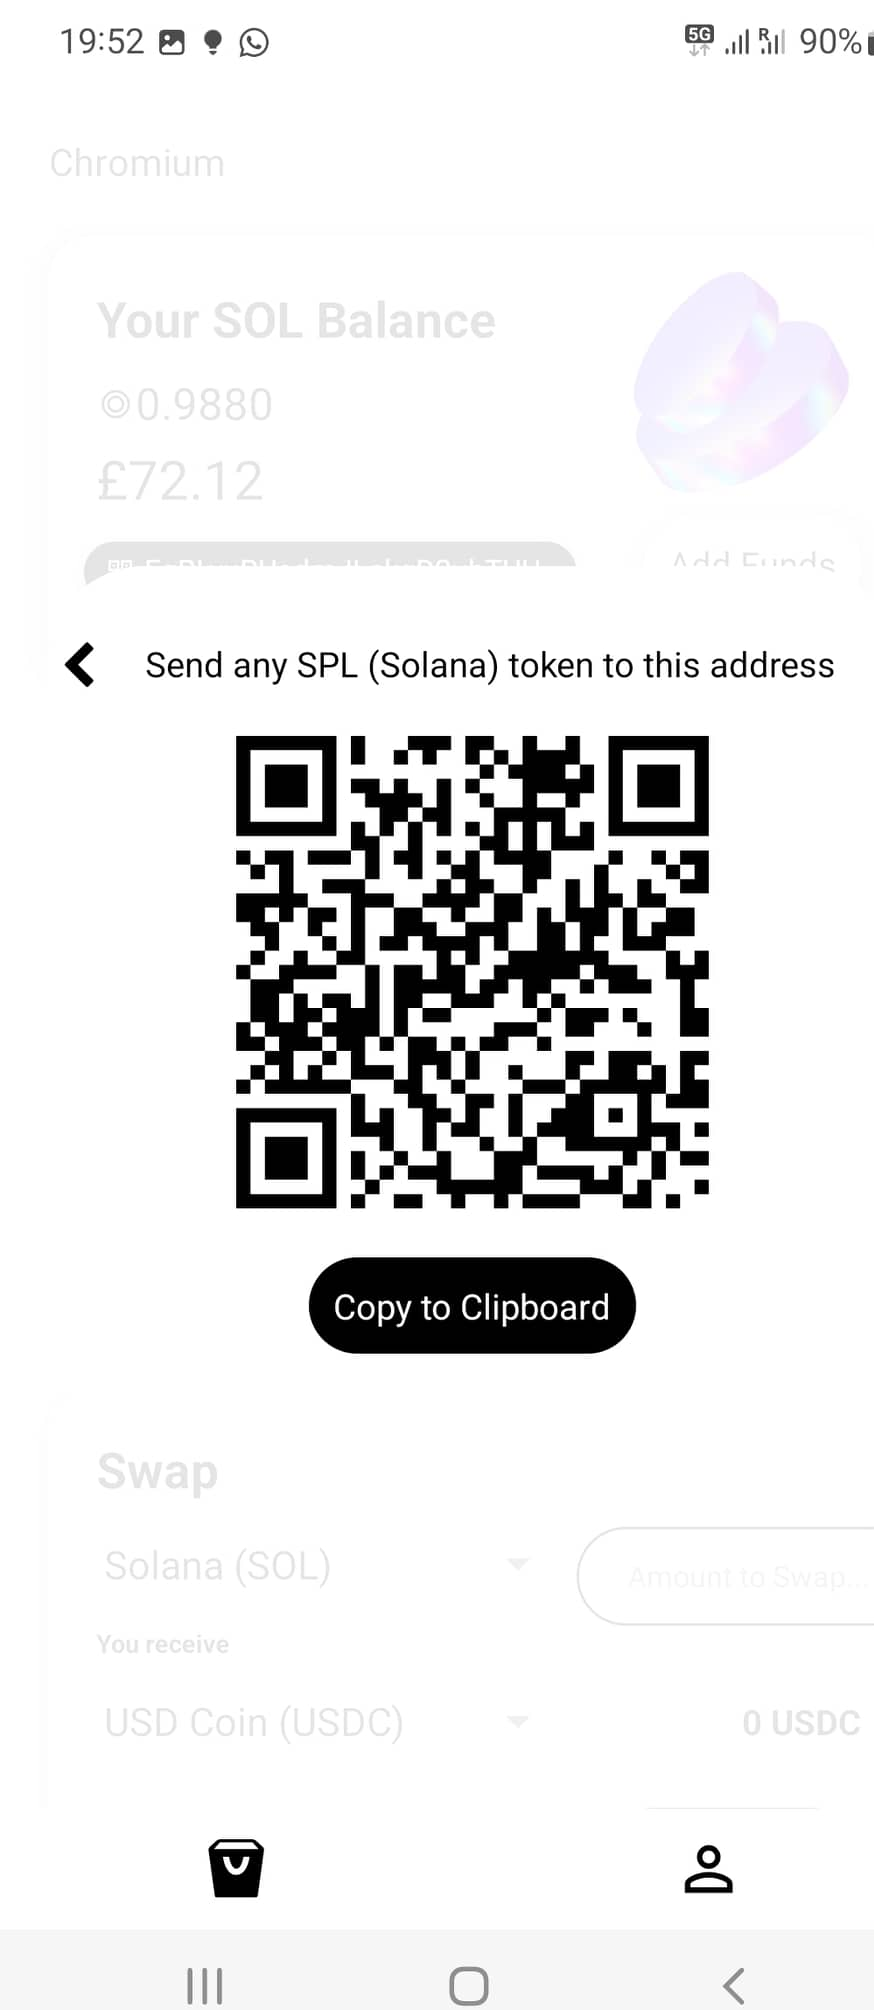 19:52
5G
R
90%
Chromium
Your SOL Balance
0.9880
£72.12
Add Funds
Send any SPL (Solana) token to this address
Copy to Clipboard
Swap
Solana (SOL)
Amount to Swap...
You receive
USD Coin (USDC)
0 USDC